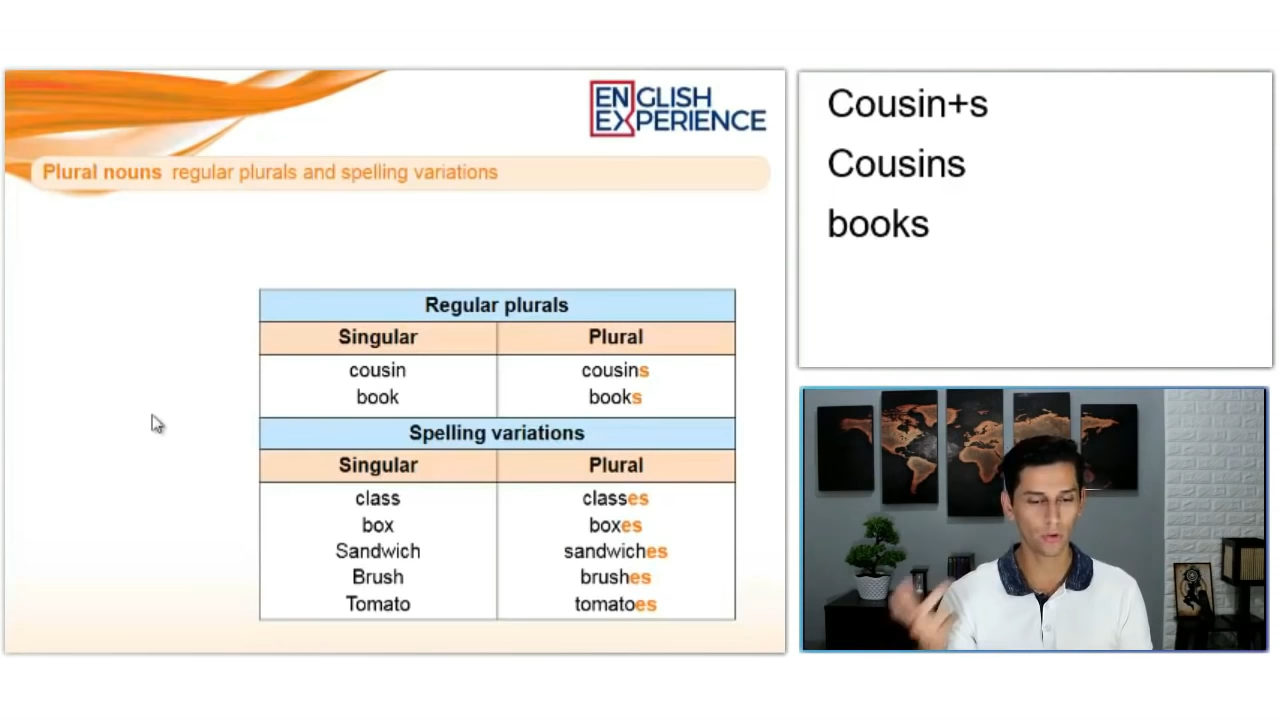 ENGLISH
EXPERIENCE
Plural nouns regular plurals and spelling variations
Regular plurals
Singular Plural
cousin cousins
book books
Spelling variations
Singular Plural
class classes
box boxes
Sandwich sandwiches
Brush brushes
Tomato tomatoes
Cousin+s
Cousins
books